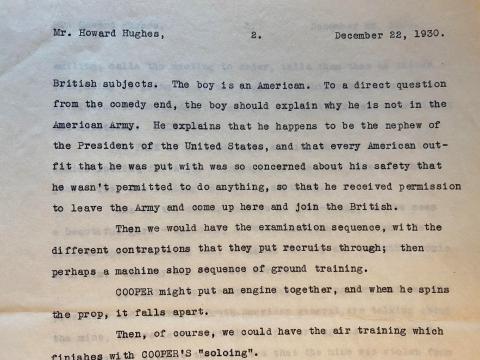 Mr. Howard Hughes, 2. December 22, 1930.
British subjects. The boy is an American. To a direct question
from the comedy end, the boy should explain why he is not in the
American Army. He explains that he happens to be the nephew of
the President of the United States, and that every American out-
fit that he was put with was so concerned about his safety that
he wasn't permitted to do anything, so that he received permission
to leave the Army and come up here and join the British.
Then we would have the examination sequence, with the
different contraptions that they put recruits through; then
perhaps a machine shop sequence of ground training.
COOPER might put an engine together, and when he spins
the prop, it falls apart.
Then, of course, we could have the air training which
finishes with COOPER'S "soloing".